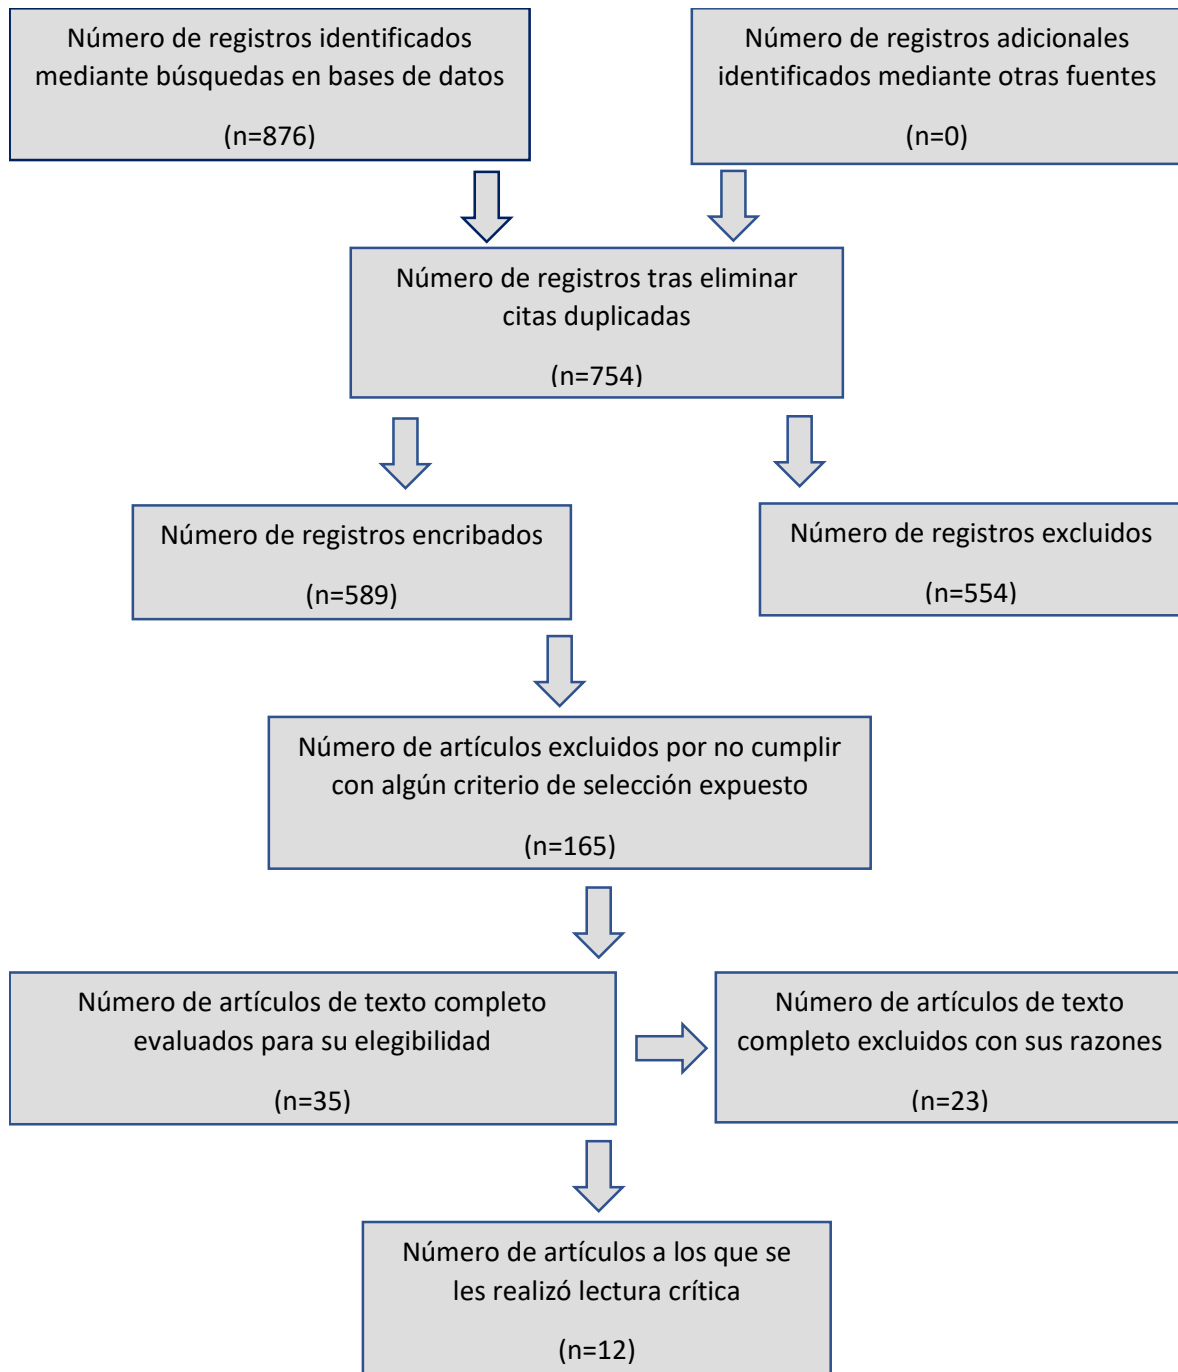 Número de registros identificados
mediante búsquedas en bases de datos
(n=876)
Número de registros adicionales
identificados mediante otras fuentes
(n=0)
Número de registros tras eliminar
citas duplicadas
(n=754)
Número de registros encribados
(n=589)
Número de registros excluidos
(n=554)
Número de artículos excluidos por no cumplir
con algún criterio de selección expuesto
(n=165)
Número de artículos de texto completo
evaluados para su elegibilidad
(n=35)
Número de artículos de texto
completo excluidos con sus razones
(n=23)
Número de artículos a los que se
les realizó lectura crítica
(n=12)